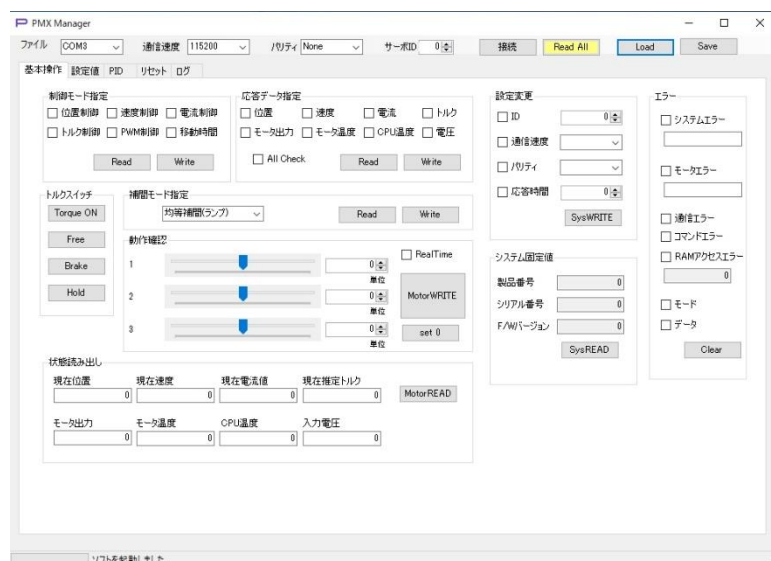 PMX Manager
ファイル COM3 通信速度 115200 パリティ None サーボID 0 接続 Read All Load Save
基本操作 設定値 PID リセット ログ
制御モード指定
位置制御 速度制御 電流制御
トルク制御 PWM制御 移動時間
Read Write
応答データ指定
位置 速度 電流 トルク
モータ出力 モータ温度 CPU温度 電圧
All Check Read Write
設定変更
ID 0
通信速度
パリティ
応答時間 0
SysWRITE
エラー
システムエラー
モータエラー
通信エラー
コマンドエラー
RAMアクセスエラー
0
モード
データ
Clear
トルクスイッチ
Torque ON
Free
Brake
Hold
補間モード指定
均等補間(ランプ) Read Write
動作確認
1 0
単位
2 0
単位
3 0
単位
RealTime
MotorWRITE
set 0
システム固定値
製品番号 0
シリアル番号 0
F/Wバージョン 0
SysREAD
状態読み出し
現在位置 現在速度 現在電流値 現在推定トルク
0 0 0 0 MotorREAD
モータ出力 モータ温度 CPU温度 入力電圧
0 0 0 0
ソフトを起動しました